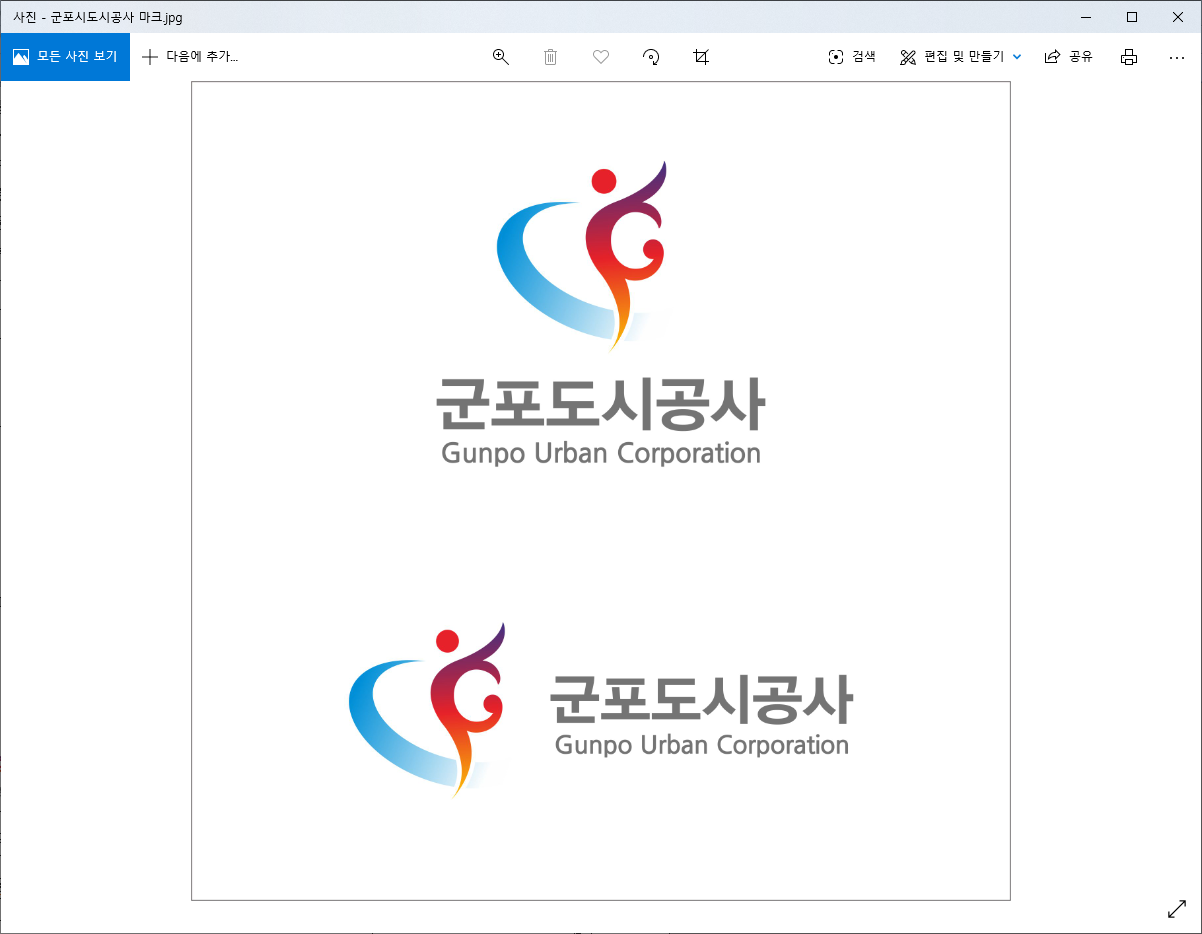 사진 - 군포시도시공사 마크.jpg
모든 사진 보기
다음에 추가...
검색
편집 및 만들기
공유
군포도시공사
Gunpo Urban Corporation
군포도시공사
Gunpo Urban Corporation